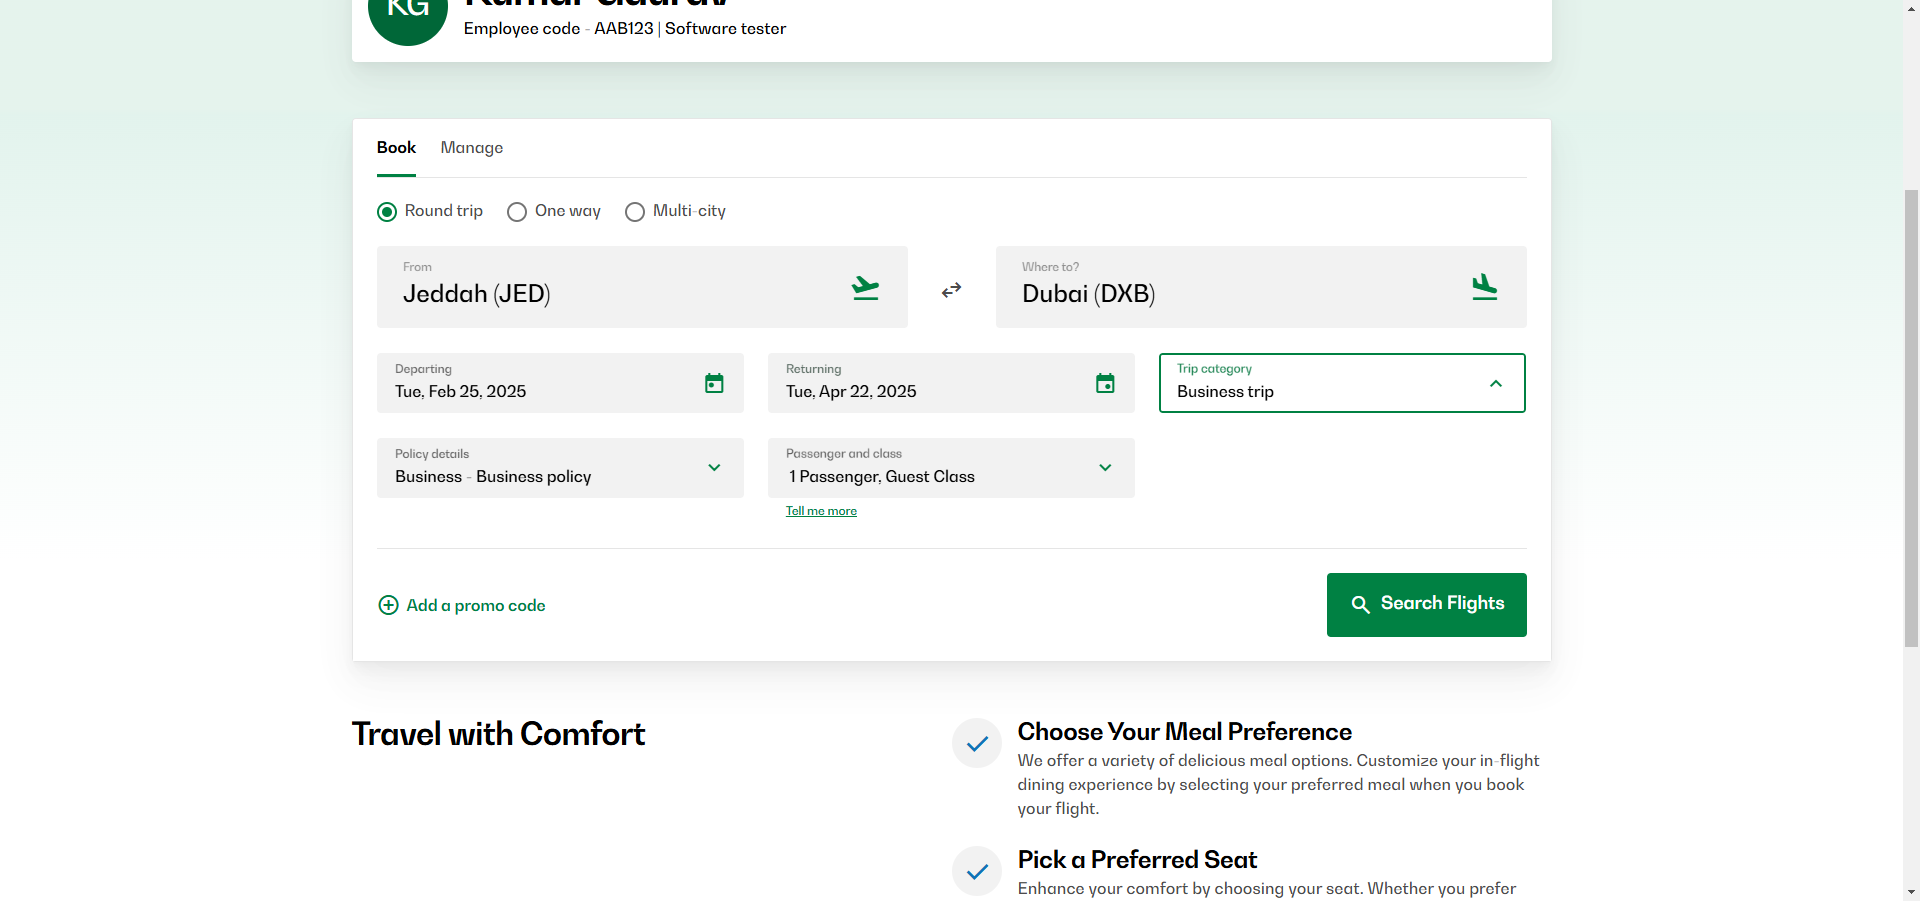 KG
Kumar Gaurav
Employee code - AAB123 | Software tester
Book
Manage
Round trip
One way
Multi-city
From
Jeddah (JED)
Where to?
Dubai (DXB)
Departing
Tue, Feb 25, 2025
Returning
Tue, Apr 22, 2025
Trip category
Business trip
Policy details
Business - Business policy
Passenger and class
1 Passenger, Guest Class
Tell me more
Add a promo code
Search Flights
Travel with Comfort
Choose Your Meal Preference
We offer a variety of delicious meal options. Customize your in-flight
dining experience by selecting your preferred meal when you book
your flight.
Pick a Preferred Seat
Enhance your comfort by choosing your seat. Whether you prefer